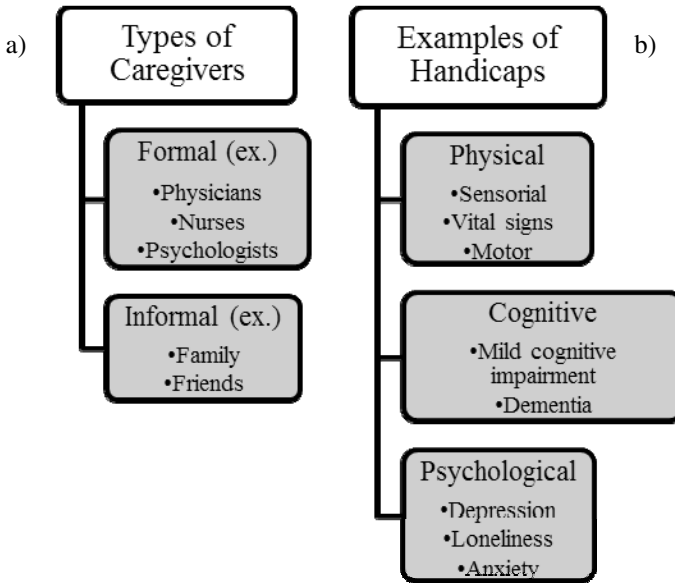 a)
Types of
Caregivers
Formal (ex.)
•Physicians
•Nurses
•Psychologists
Informal (ex.)
•Family
•Friends
Examples of
Handicaps
b)
Physical
•Sensorial
•Vital signs
•Motor
Cognitive
•Mild cognitive
impairment
•Dementia
Psychological
•Depression
•Loneliness
•Anxiety